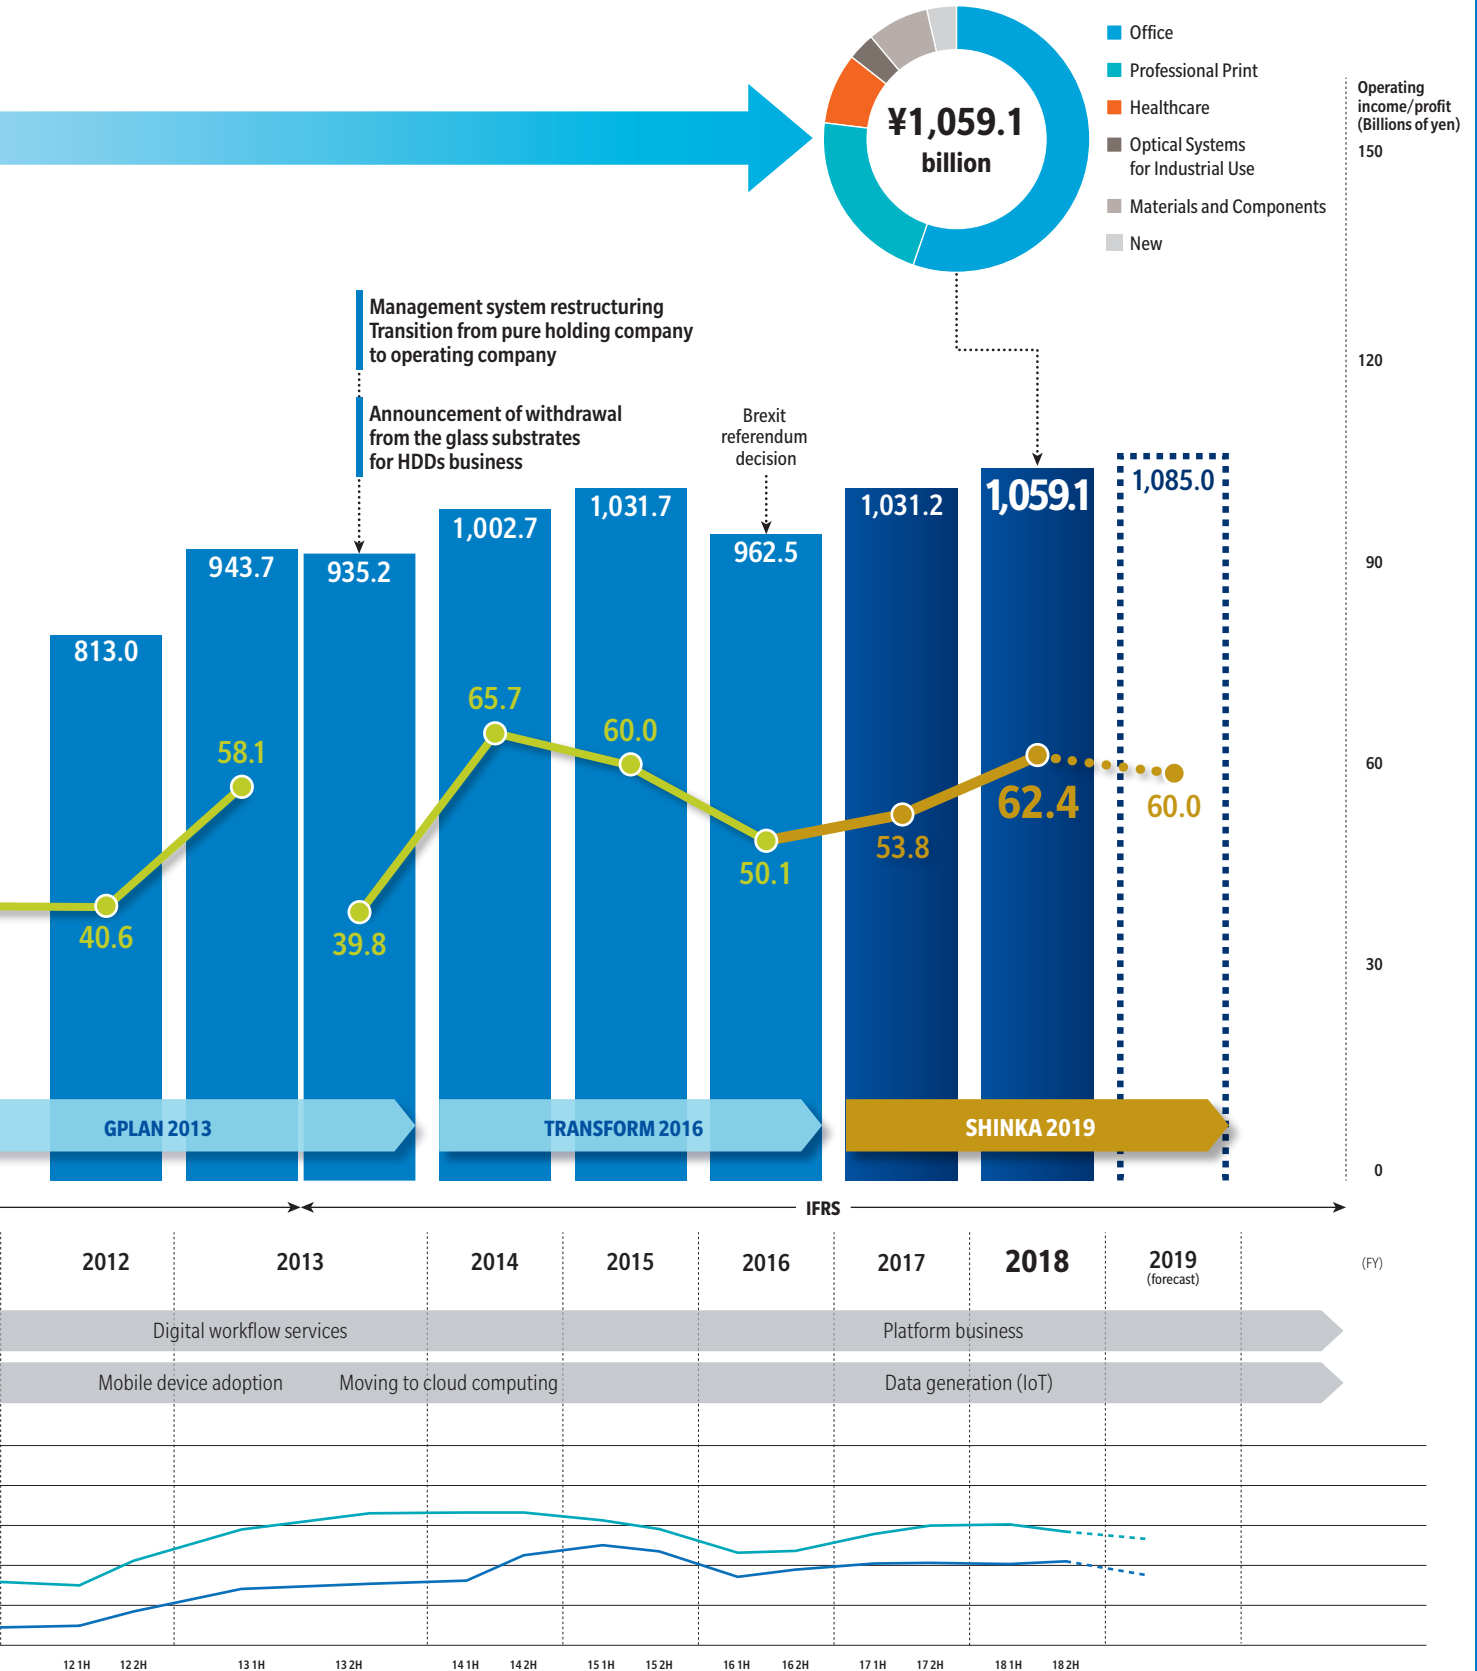 ¥1,059.1
billion
Office
Professional Print
Healthcare
Optical Systems
for Industrial Use
Materials and Components
New
Operating
income/profit
(Billions of yen)
150
120
90
60
30
0
Management system restructuring
Transition from pure holding company
to operating company
Announcement of withdrawal
from the glass substrates
for HDDs business
Brexit
referendum
decision
813.0
943.7
935.2
1,002.7
1,031.7
962.5
1,031.2
1,059.1
1,085.0
40.6
58.1
39.8
65.7
60.0
50.1
53.8
62.4
60.0
GPLAN 2013
TRANSFORM 2016
SHINKA 2019
IFRS
2012
2013
2014
2015
2016
2017
2018
2019
(forecast)
(FY)
Digital workflow services
Platform business
Mobile device adoption
Moving to cloud computing
Data generation (IoT)
12 1H
12 2H
13 1H
13 2H
14 1H
14 2H
15 1H
15 2H
16 1H
16 2H
17 1H
17 2H
18 1H
18 2H